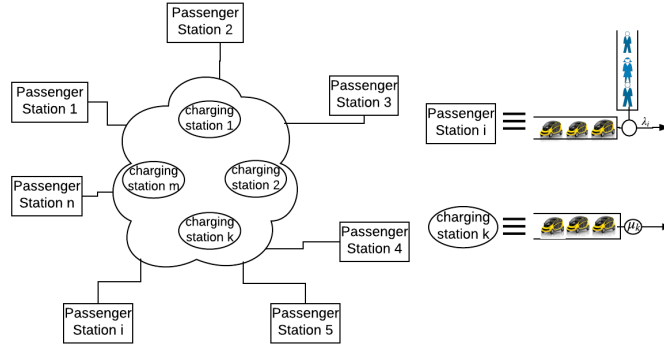 Passenger
Station 2
Passenger
Station 1
Passenger
Station 3
charging
station 1
Passenger
Station i
λi
charging
station m
charging
station 2
Passenger
Station n
charging
station k
charging
station k
μk
Passenger
Station 4
Passenger
Station i
Passenger
Station 5